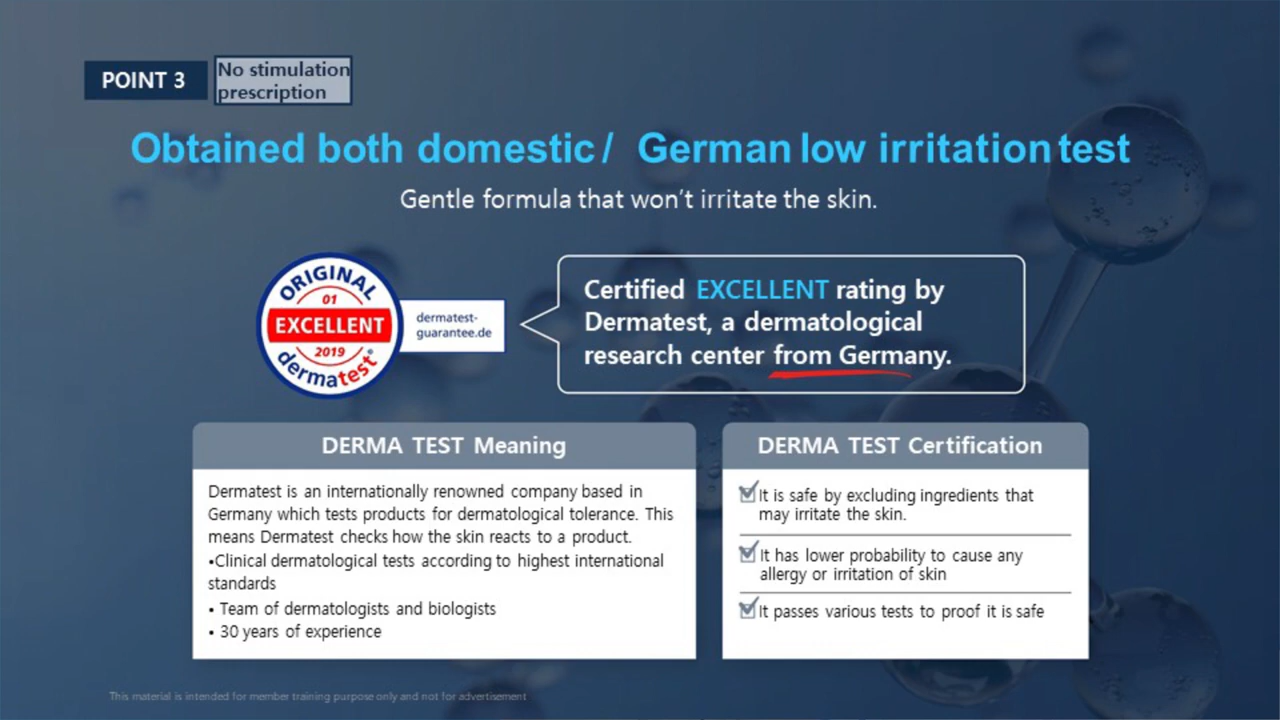 POINT 3
No stimulation
prescription
Obtained both domestic / German low irritation test
Gentle formula that won't irritate the skin.
ORIGINAL
01
EXCELLENT
2019
dermatest®
dermatest-
guarantee.de
Certified EXCELLENT rating by
Dermatest, a dermatological
research center from Germany.
DERMA TEST Meaning
Dermatest is an internationally renowned company based in
Germany which tests products for dermatological tolerance. This
means Dermatest checks how the skin reacts to a product.
•Clinical dermatological tests according to highest international
standards
• Team of dermatologists and biologists
• 30 years of experience
DERMA TEST Certification
It is safe by excluding ingredients that
may irritate the skin.
It has lower probability to cause any
allergy or irritation of skin
It passes various tests to proof it is safe
This material is intended for member training purpose only and not for advertisement